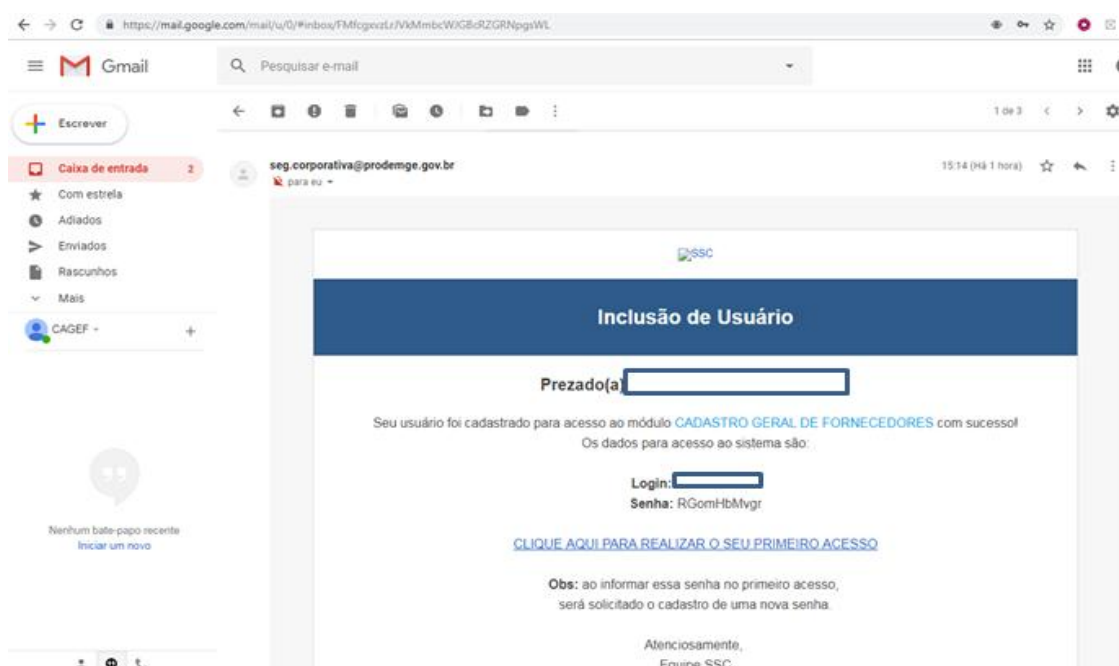 https://mail.google.com/mail/u/0/#inbox/
Gmail
Pesquisar e-mail
Escrever
1 de 3
Caixa de entrada 2
Com estrela
Adiados
Enviados
Rascunhos
Mais
CAGEF
Nenhum bate-papo recente
Iniciar um novo
seg.corporativa@prodemge.gov.br
15:14 (Há 1 hora)
para eu
SSC
Inclusão de Usuário
Prezado(a)
Seu usuário foi cadastrado para acesso ao módulo CADASTRO GERAL DE FORNECEDORES com sucesso!
Os dados para acesso ao sistema são:
Login:
Senha: RGomHbMvgr
CLIQUE AQUI PARA REALIZAR O SEU PRIMEIRO ACESSO
Obs: ao informar essa senha no primeiro acesso,
será solicitado o cadastro de uma nova senha.
Atenciosamente,
Equipe SSC